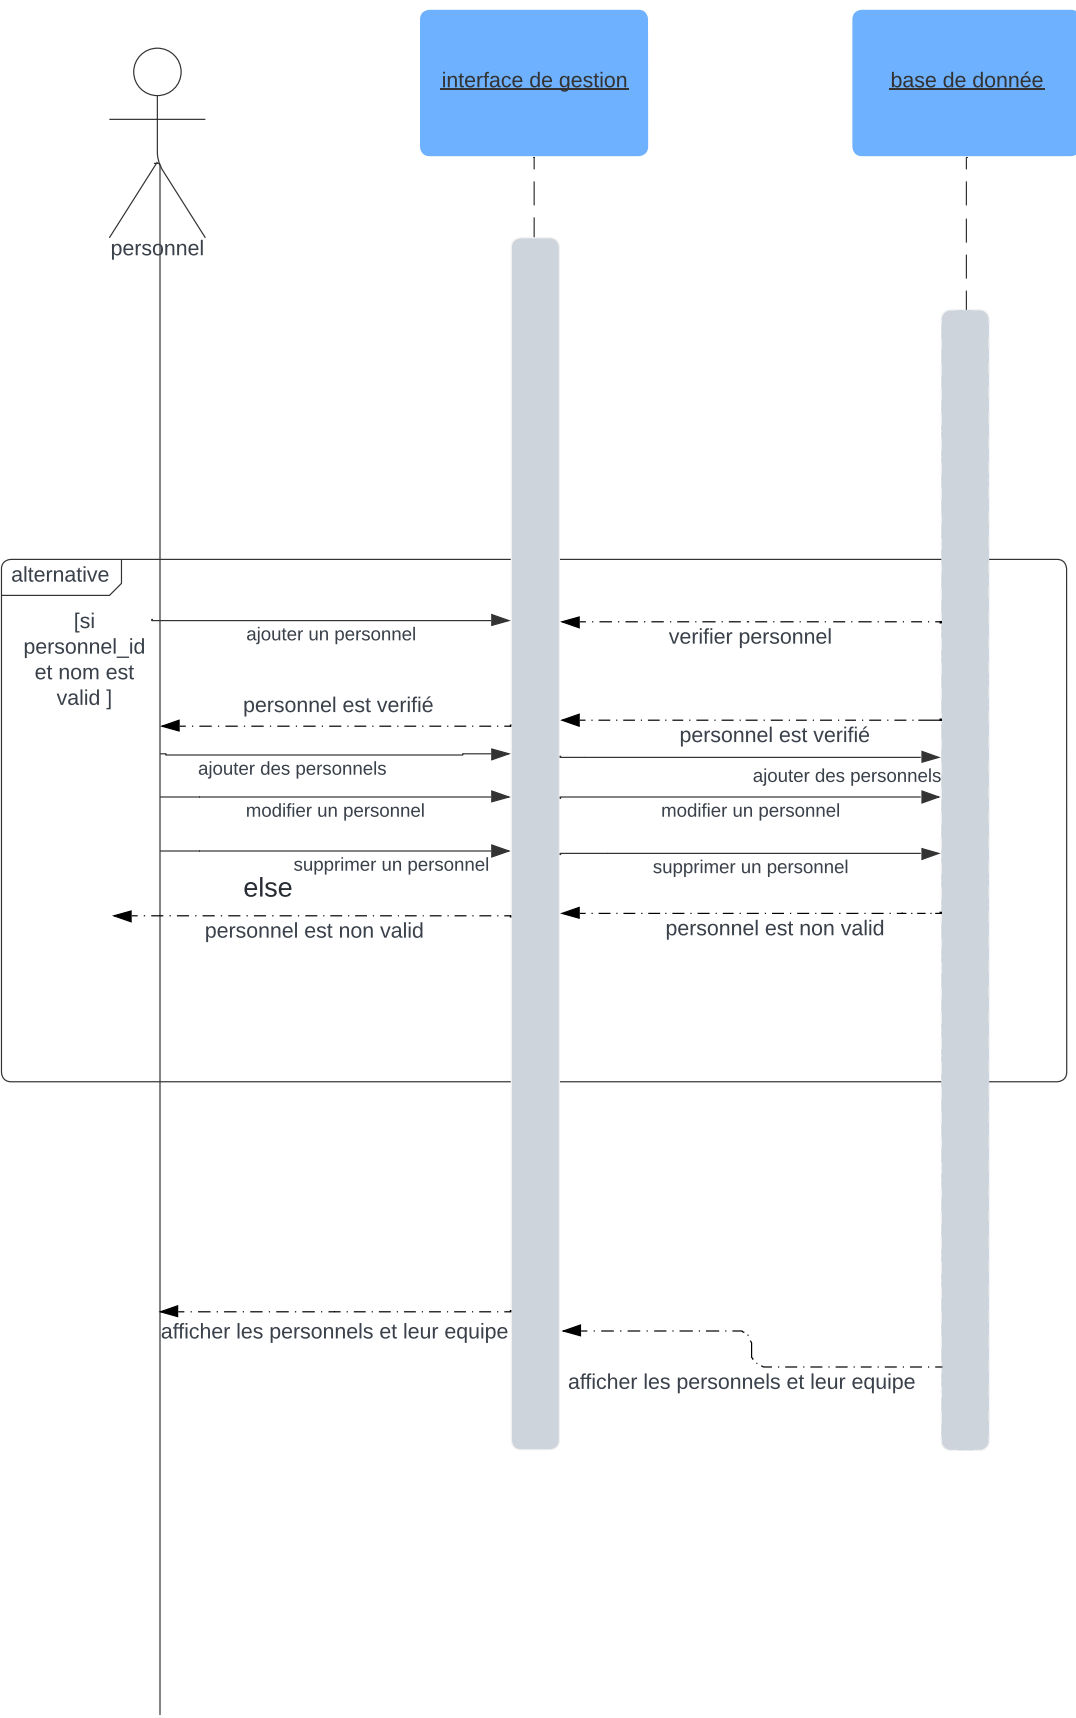 interface de gestion
base de donnée
personnel
alternative
[si
personnel_id
et nom est
valid ]
ajouter un personnel
verifier personnel
personnel est verifié
personnel est verifié
ajouter des personnels
ajouter des personnels
modifier un personnel
modifier un personnel
supprimer un personnel
supprimer un personnel
else
personnel est non valid
personnel est non valid
afficher les personnels et leur equipe
afficher les personnels et leur equipe